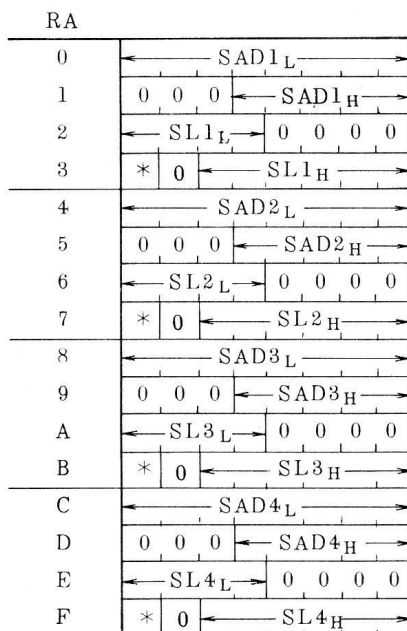 RA
0 SAD1L
1 0 0 0 SAD1H
2 SL1L 0 0 0 0
3 * 0 SL1H
4 SAD2L
5 0 0 0 SAD2H
6 SL2L 0 0 0 0
7 * 0 SL2H
8 SAD3L
9 0 0 0 SAD3H
A SL3L 0 0 0 0
B * 0 SL3H
C SAD4L
D 0 0 0 SAD4H
E SL4L 0 0 0 0
F * 0 SL4H